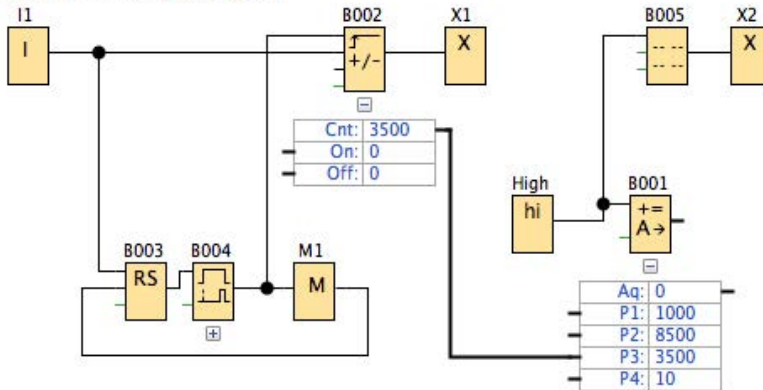 I1
B002
X1
B005
X2
I
+/-
X
X
Cnt: 3500
On: 0
Off: 0
High
B001
hi
+=
A→
B003
B004
M1
RS
M
Aq: 0
P1: 1000
P2: 8500
P3: 3500
P4: 10